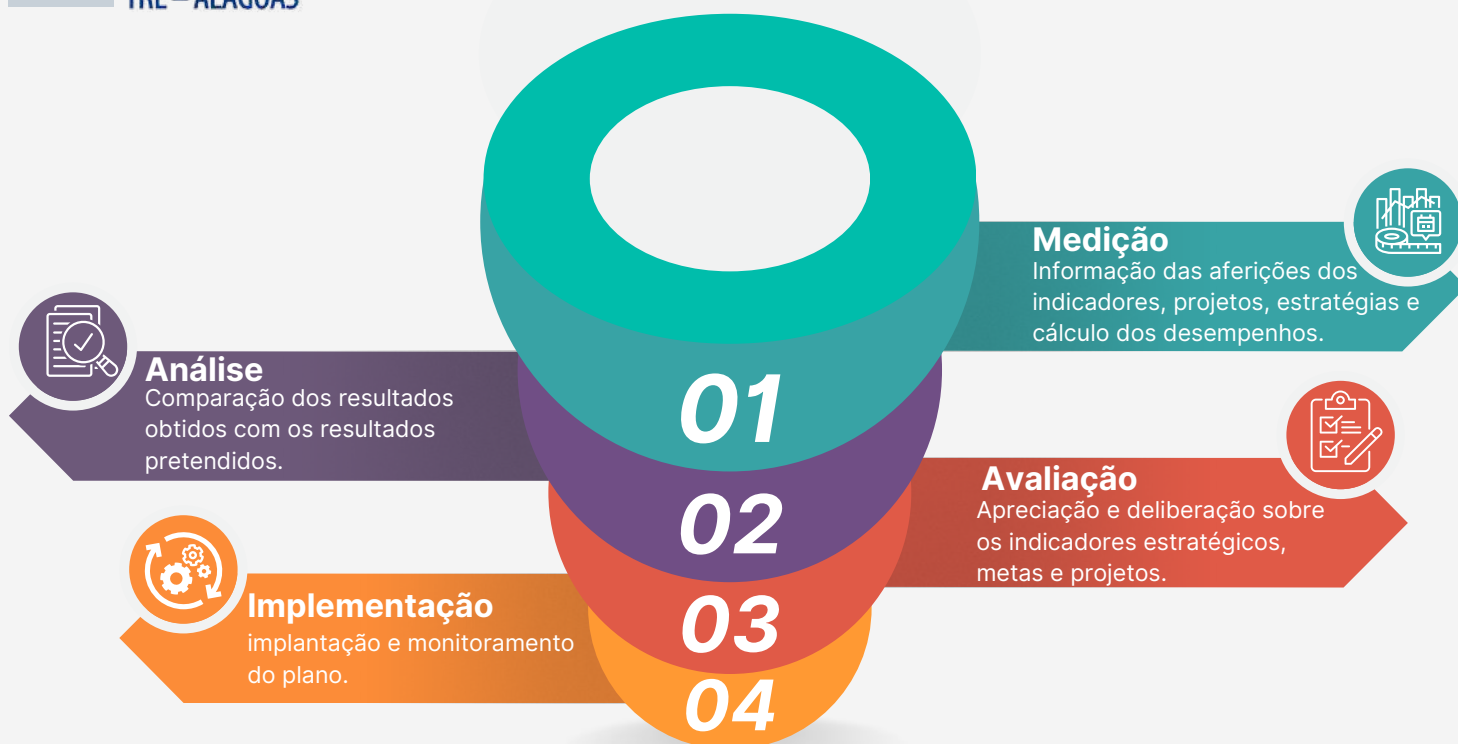 TRE – ALAGOAS
Medição
Informação das aferições dos
indicadores, projetos, estratégias e
cálculo dos desempenhos.
01
Análise
Comparação dos resultados
obtidos com os resultados
pretendidos.
02
Avaliação
Apreciação e deliberação sobre
os indicadores estratégicos,
metas e projetos.
03
Implementação
implantação e monitoramento
do plano.
04